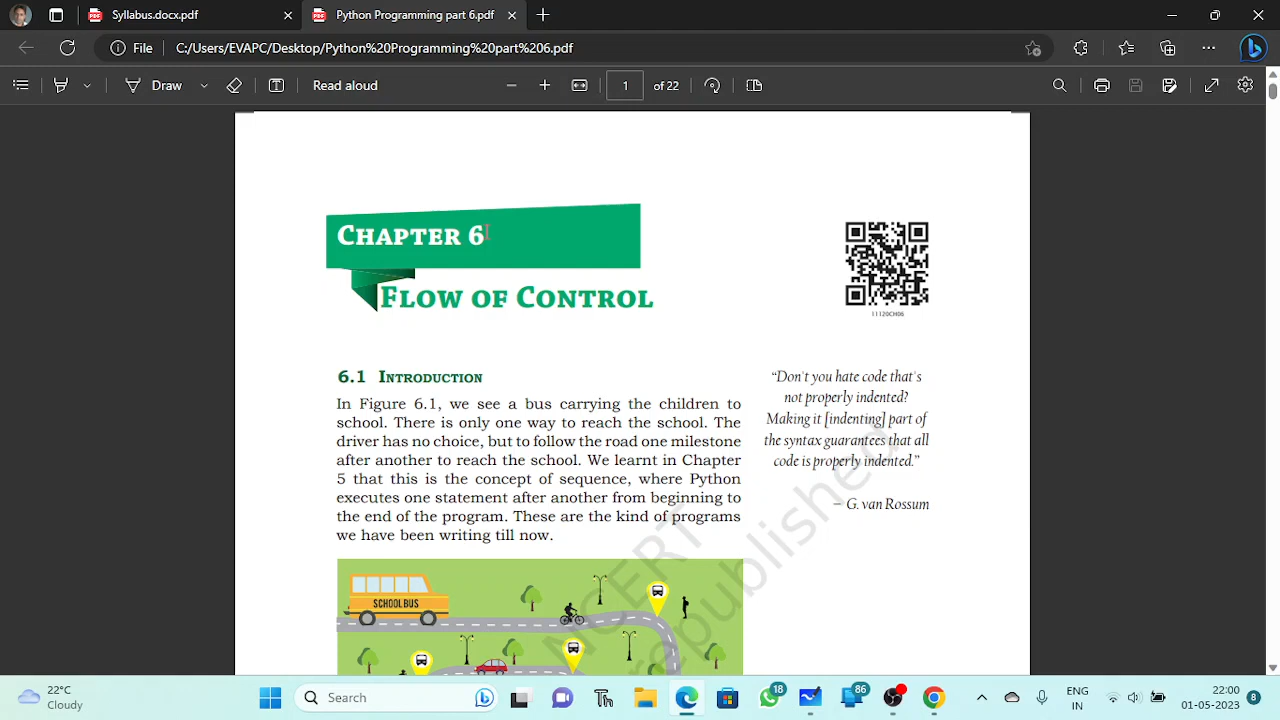 Syllabus.docx.pdf
Python Programming part 6.pdf
File
C:/Users/EVAPC/Desktop/Python%20Programming%20part%206.pdf
Draw
Read aloud
1
of 22
CHAPTER 6
FLOW OF CONTROL
11120CH06
6.1 INTRODUCTION
In Figure 6.1, we see a bus carrying the children to
school. There is only one way to reach the school. The
driver has no choice, but to follow the road one milestone
after another to reach the school. We learnt in Chapter
5 that this is the concept of sequence, where Python
executes one statement after another from beginning to
the end of the program. These are the kind of programs
we have been writing till now.
“Don't you hate code that's
not properly indented?
Making it [indenting] part of
the syntax guarantees that all
code is properly indented.”
– G. van Rossum
SCHOOL BUS
NCERT
republished
22°C
Cloudy
Search
18
86
ENG
IN
22:00
01-05-2023
8